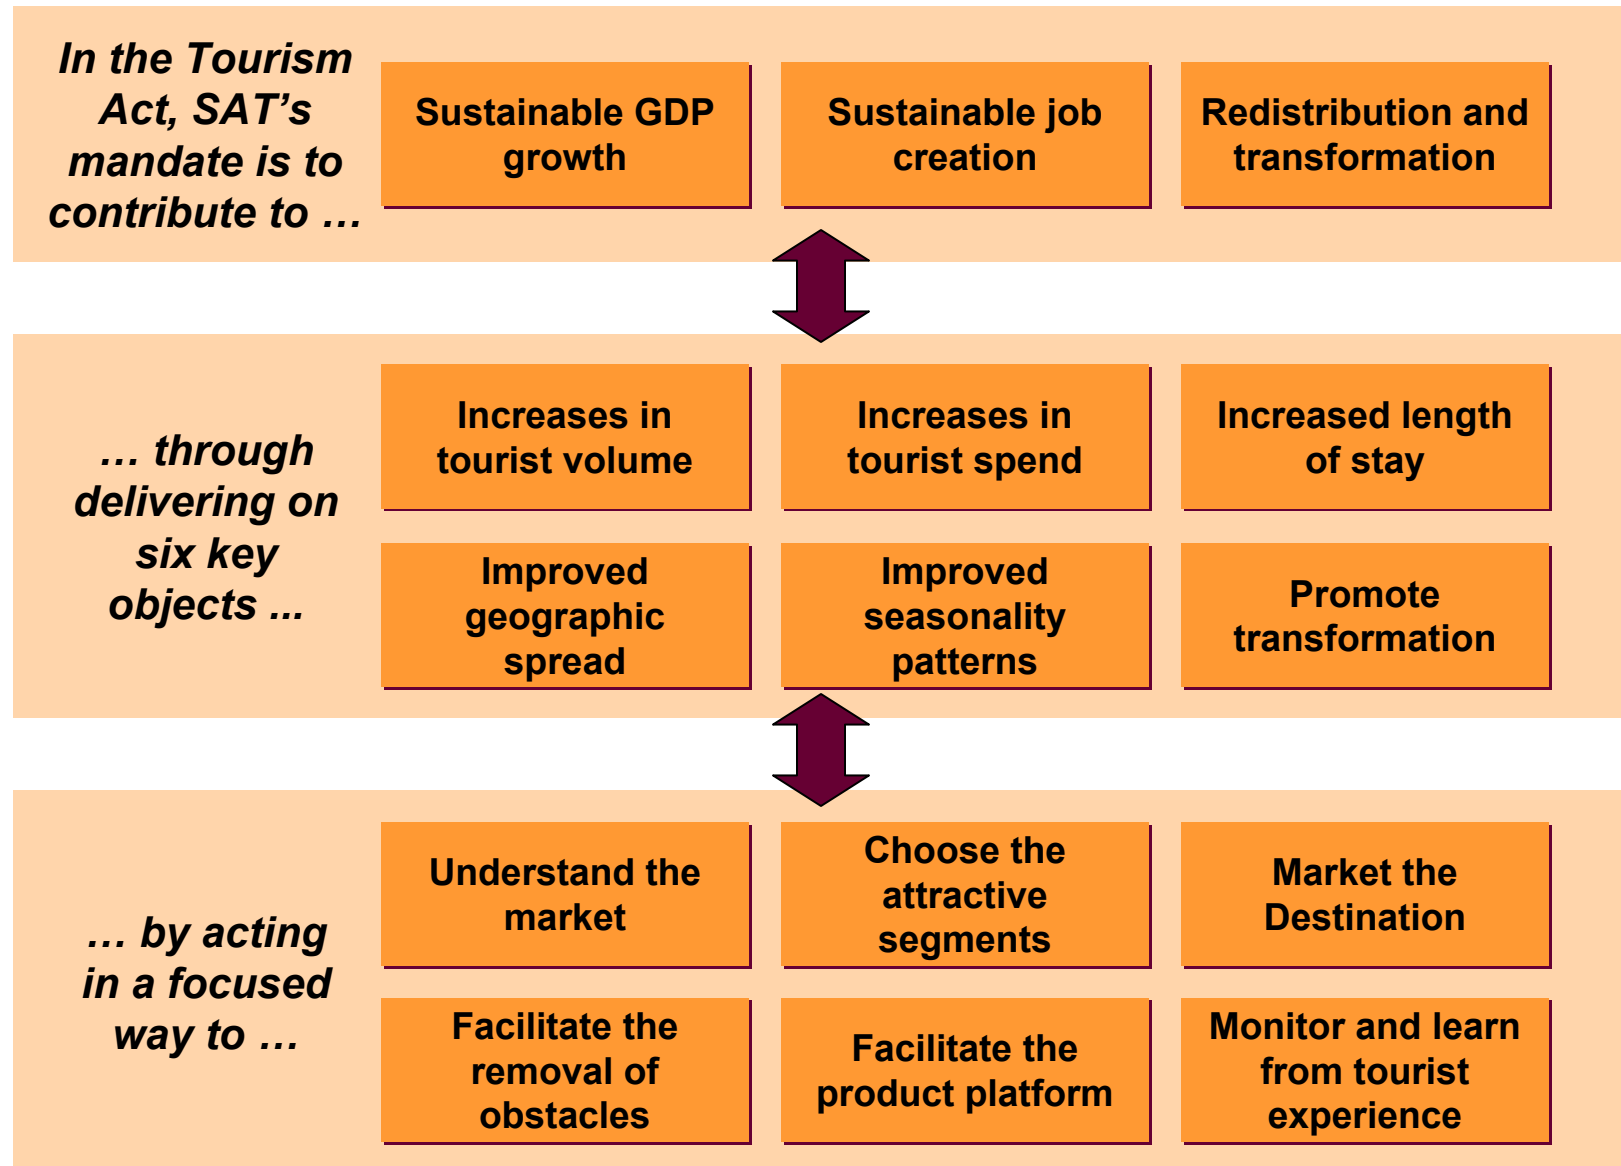 In the Tourism
Act, SAT’s
mandate is to
contribute to …
Sustainable GDP
growth
Sustainable job
creation
Redistribution and
transformation
… through
delivering on
six key
objects ...
Increases in
tourist volume
Increases in
tourist spend
Increased length
of stay
Improved
geographic
spread
Improved
seasonality
patterns
Promote
transformation
… by acting
in a focused
way to …
Understand the
market
Choose the
attractive
segments
Market the
Destination
Facilitate the
removal of
obstacles
Facilitate the
product platform
Monitor and learn
from tourist
experience